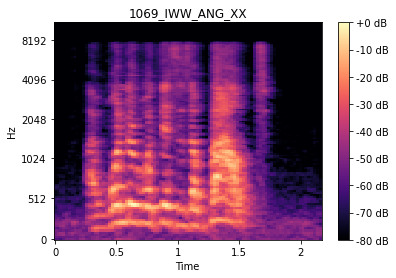 1069_IWW_ANG_XX
8192
4096
2048
1024
512
0
Hz
0
0.5
1
1.5
2
Time
+0 dB
-10 dB
-20 dB
-30 dB
-40 dB
-50 dB
-60 dB
-70 dB
-80 dB